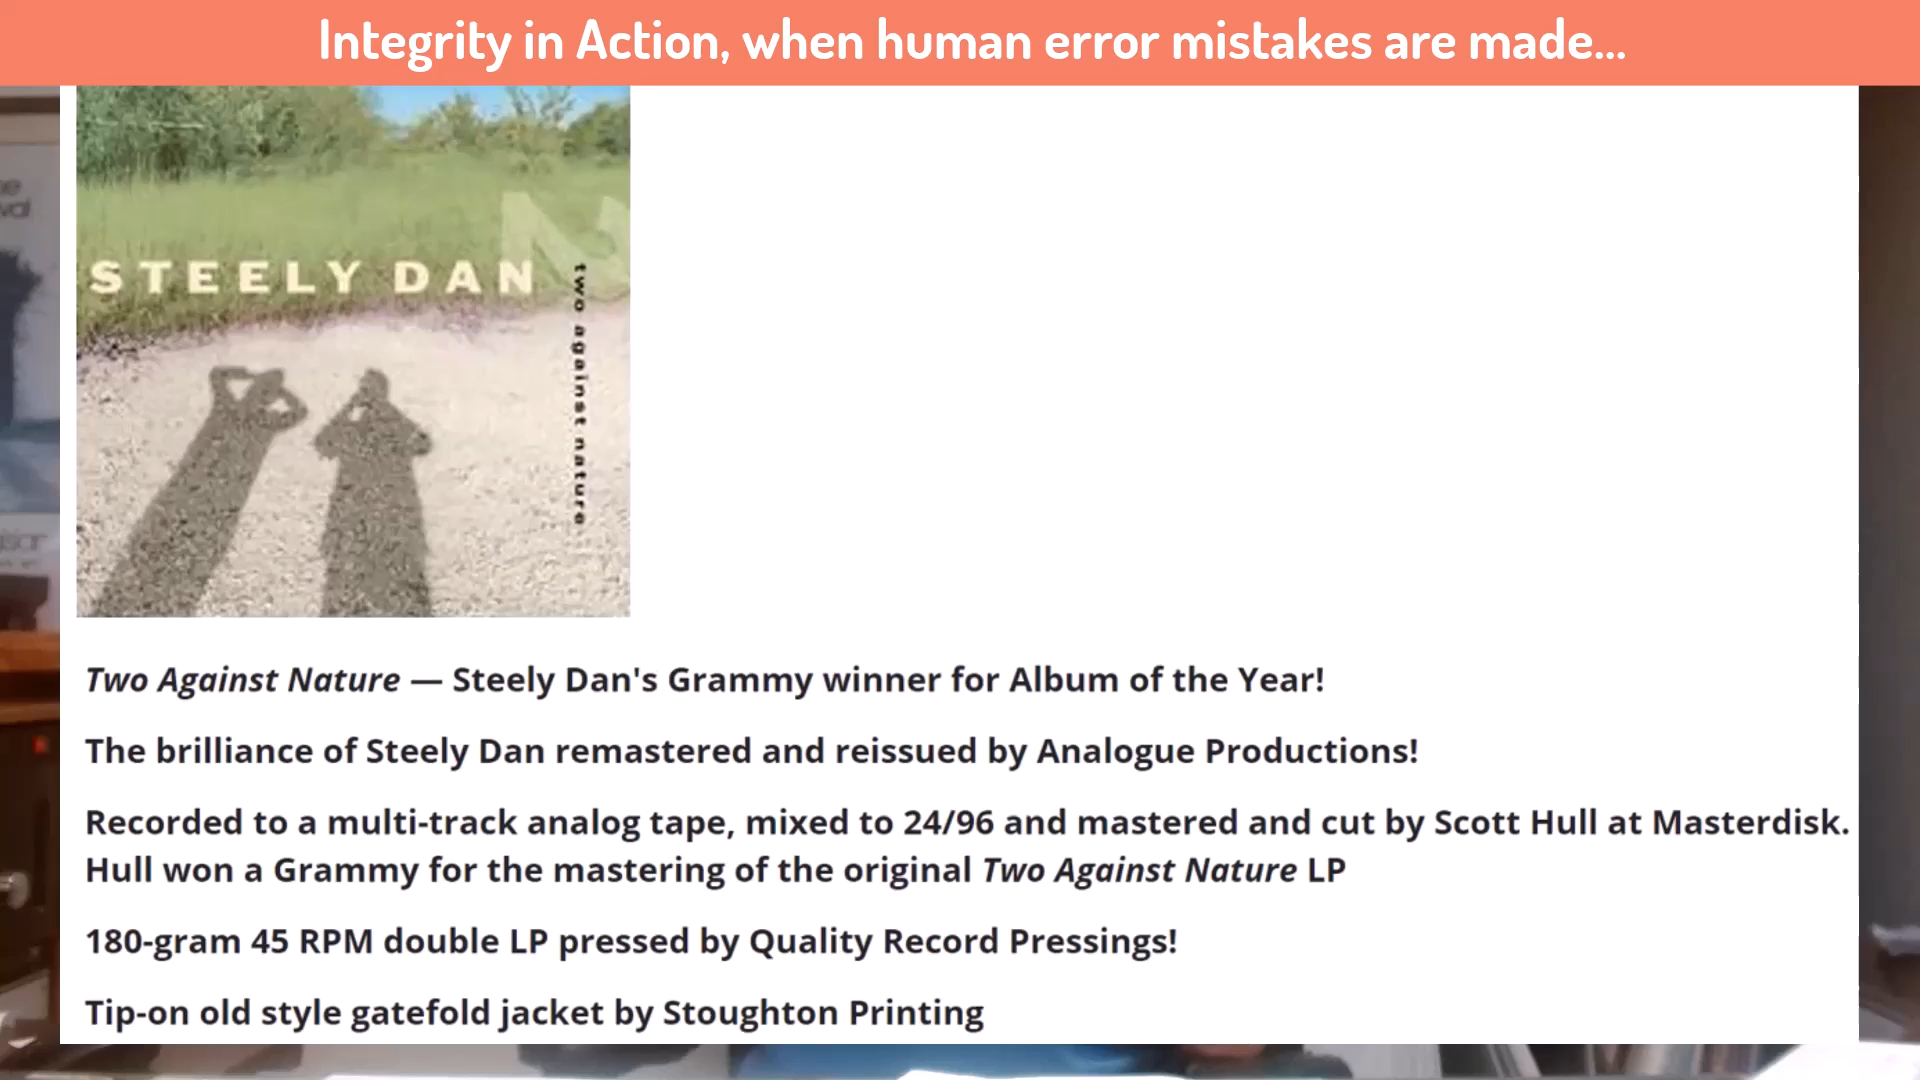 Integrity in Action, when human error mistakes are made...
STEELY DAN
two against nature
Two Against Nature — Steely Dan's Grammy winner for Album of the Year!
The brilliance of Steely Dan remastered and reissued by Analogue Productions!
Recorded to a multi-track analog tape, mixed to 24/96 and mastered and cut by Scott Hull at Masterdisk.
Hull won a Grammy for the mastering of the original Two Against Nature LP
180-gram 45 RPM double LP pressed by Quality Record Pressings!
Tip-on old style gatefold jacket by Stoughton Printing